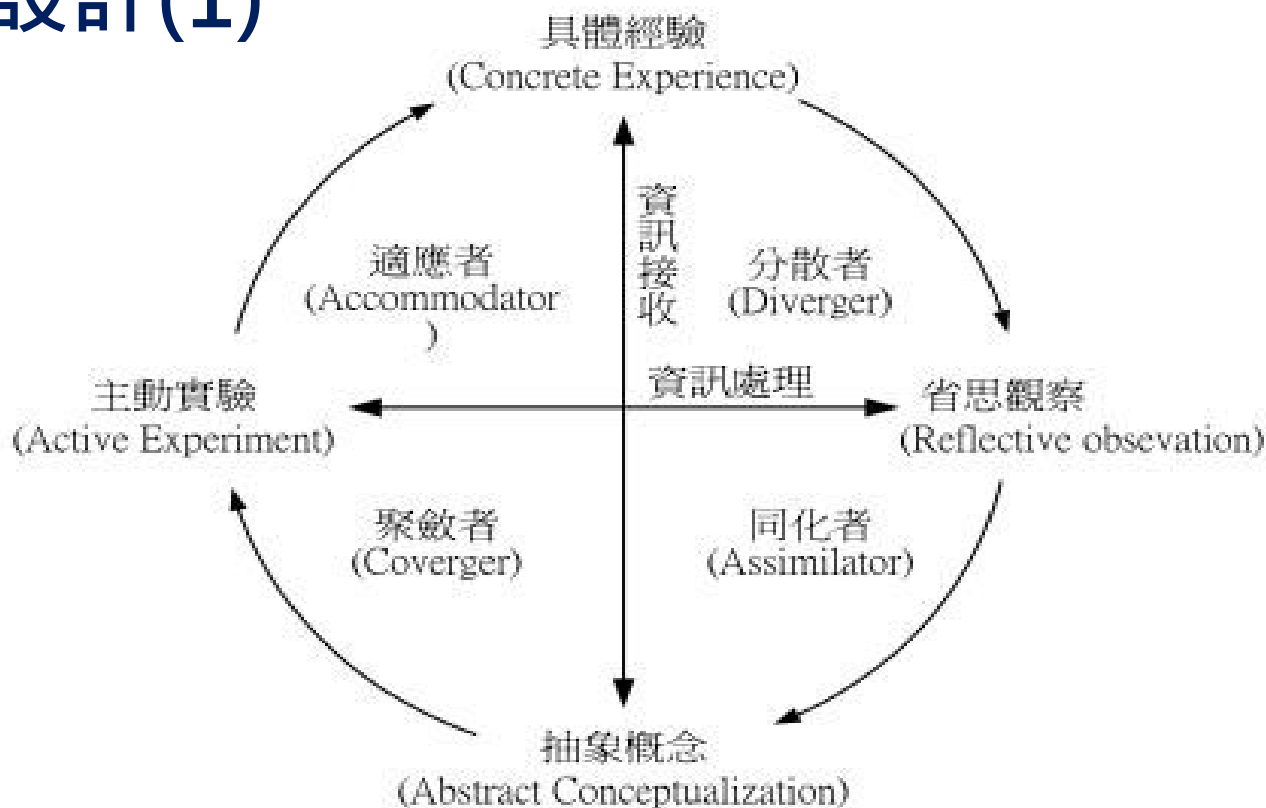 設計(1)
具體經驗
(Concrete Experience)
資訊接收
適應者
(Accommodator
)
分散者
(Diverger)
資訊處理
主動實驗
(Active Experiment)
省思觀察
(Reflective obsevation)
聚斂者
(Coverger)
同化者
(Assimilator)
抽象概念
(Abstract Conceptualization)